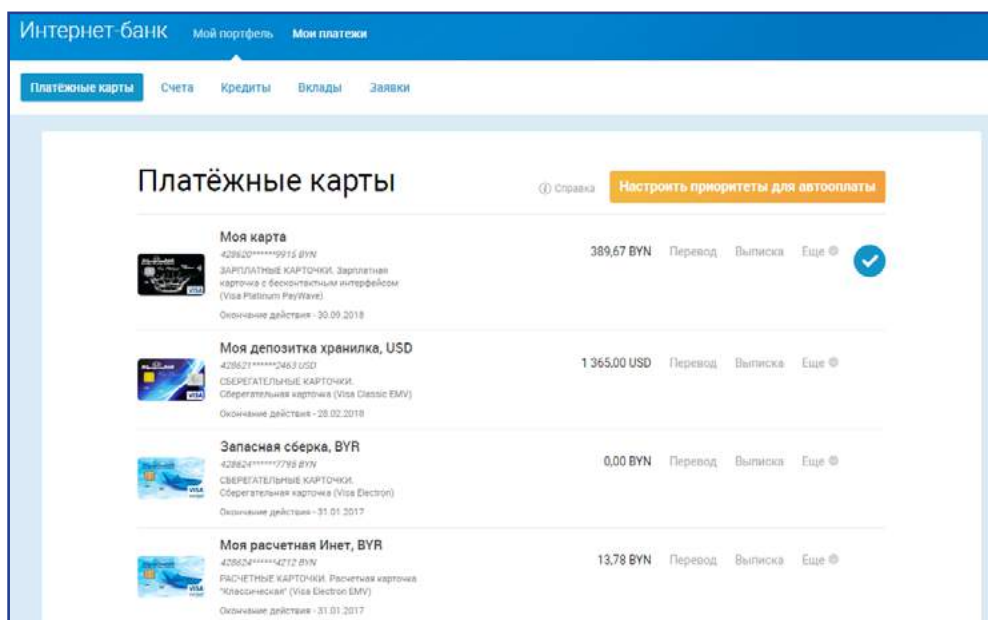 Интернет-банк Мой портфель Мои платежи
Платёжные карты Счета Кредиты Вклады Заявки
Платёжные карты Справка Настроить приоритеты для автооплаты
Моя карта
428620******9915 BYN
389,67 BYN Перевод Выписка Еще
ЗАРПЛАТНЫЕ КАРТОЧКИ. Зарплатная
карточка с бесконтактным интерфейсом
(Visa Platinum PayWave)
Окончание действия - 30.09.2018
VISA
Моя депозитка хранилка, USD
428621******2463 USD
1 365,00 USD Перевод Выписка Еще
СБЕРЕГАТЕЛЬНЫЕ КАРТОЧКИ.
Сберегательная карточка (Visa Classic EMV)
Окончание действия - 28.02.2018
VISA
Запасная сберка, BYR
428624******7795 BYN
0,00 BYN Перевод Выписка Еще
СБЕРЕГАТЕЛЬНЫЕ КАРТОЧКИ.
Сберегательная карточка (Visa Electron)
Окончание действия - 31.01.2017
VISA
Моя расчетная Инет, BYR
428624******4212 BYN
13,78 BYN Перевод Выписка Еще
РАСЧЕТНЫЕ КАРТОЧКИ. Расчетная карточка
"Классическая" (Visa Electron EMV)
Окончание действия - 31.01.2017
VISA